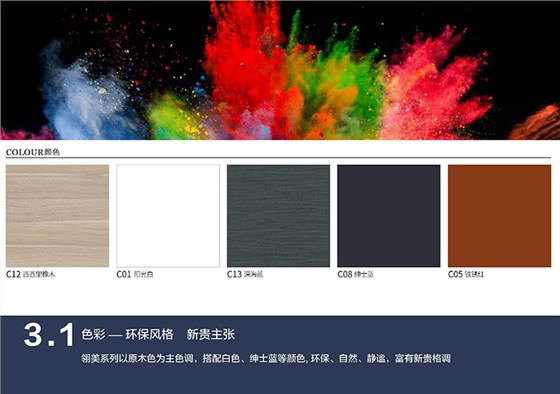 COLOUR颜色
C12 西西里橡木
C01 阳光白
C13 深海蓝
C08 绅士蓝
C05 铁锈红
3.1 色彩 — 环保风格 新贵主张
翎美系列以原木色为主色调，搭配白色、绅士蓝等颜色, 环保、自然、静谧，富有新贵格调